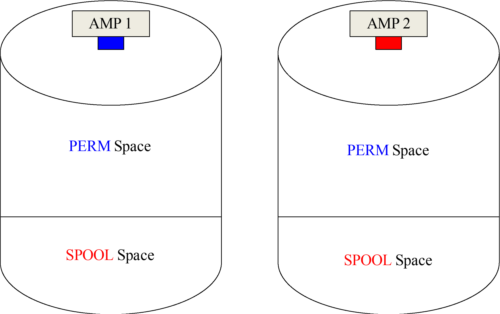 AMP 1
AMP 2
PERM Space
PERM Space
SPOOL Space
SPOOL Space